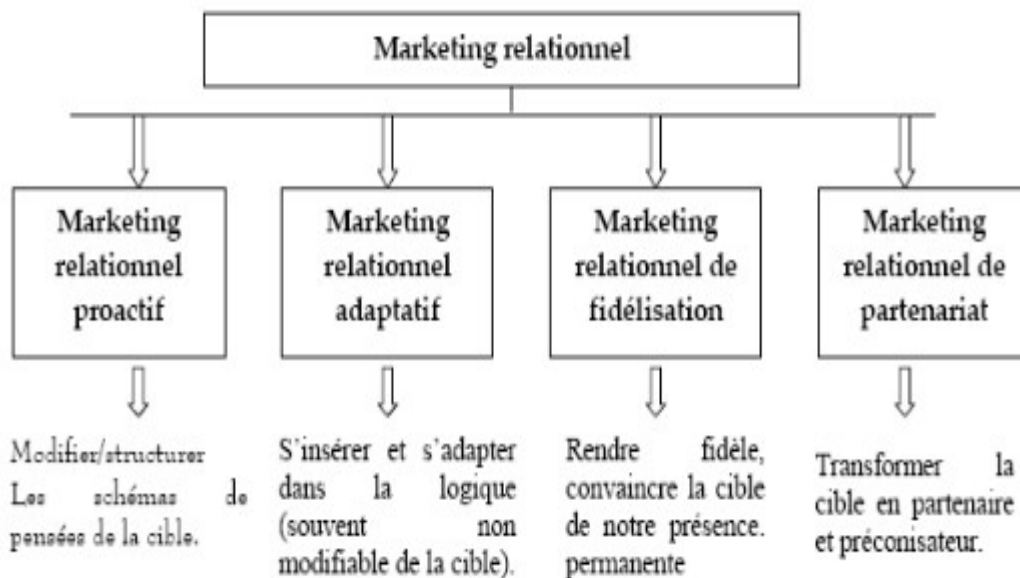 Marketing relationnel
Marketing
relationnel
proactif
Marketing
relationnel
adaptatif
Marketing
relationnel de
fidélisation
Marketing
relationnel de
partenariat
Modifier/structurer
Les schémas de
pensées de la cible.
S'insérer et s'adapter
dans la logique
(souvent non
modifiable de la cible).
Rendre fidèle,
convaincre la cible
de notre présence.
permanente
Transformer la
cible en partenaire
et préconisateur.